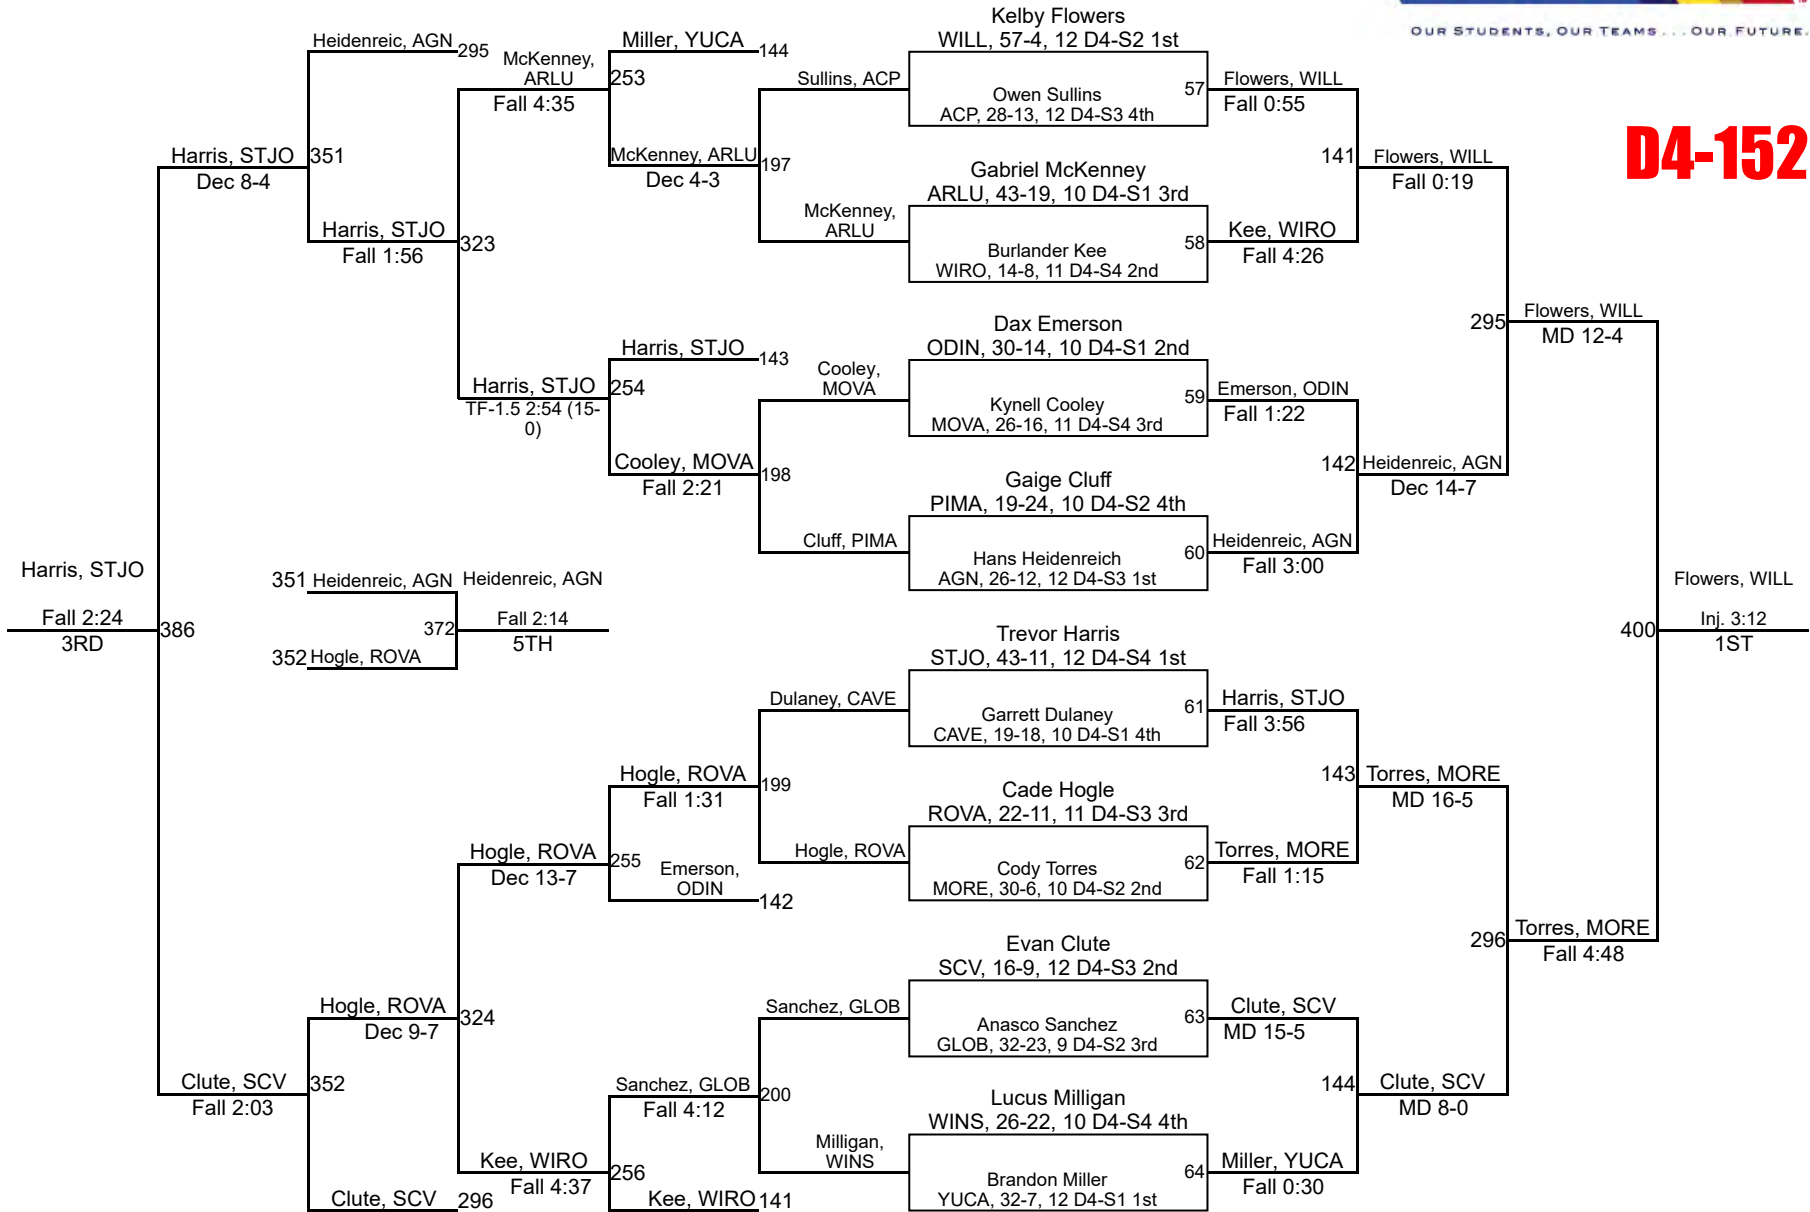 OUR STUDENTS, OUR TEAMS . . . OUR FUTURE.
D4-152
Kelby Flowers
WILL, 57-4, 12 D4-S2 1st
Owen Sullins
ACP, 28-13, 12 D4-S3 4th
57
Gabriel McKenney
ARLU, 43-19, 10 D4-S1 3rd
Burlander Kee
WIRO, 14-8, 11 D4-S4 2nd
58
Dax Emerson
ODIN, 30-14, 10 D4-S1 2nd
Kynell Cooley
MOVA, 26-16, 11 D4-S4 3rd
59
Gaige Cluff
PIMA, 19-24, 10 D4-S2 4th
Hans Heidenreich
AGN, 26-12, 12 D4-S3 1st
60
Trevor Harris
STJO, 43-11, 12 D4-S4 1st
Garrett Dulaney
CAVE, 19-18, 10 D4-S1 4th
61
Cade Hogle
ROVA, 22-11, 11 D4-S3 3rd
Cody Torres
MORE, 30-6, 10 D4-S2 2nd
62
Evan Clute
SCV, 16-9, 12 D4-S3 2nd
Anasco Sanchez
GLOB, 32-23, 9 D4-S2 3rd
63
Lucus Milligan
WINS, 26-22, 10 D4-S4 4th
Brandon Miller
YUCA, 32-7, 12 D4-S1 1st
64
Flowers, WILL
Fall 0:55
Kee, WIRO
Fall 4:26
Emerson, ODIN
Fall 1:22
Heidenreic, AGN
Fall 3:00
Harris, STJO
Fall 3:56
Torres, MORE
Fall 1:15
Clute, SCV
MD 15-5
Miller, YUCA
Fall 0:30
141
Flowers, WILL
Fall 0:19
142
Heidenreic, AGN
Dec 14-7
143
Torres, MORE
MD 16-5
144
Clute, SCV
MD 8-0
295
Flowers, WILL
MD 12-4
296
Torres, MORE
Fall 4:48
400
Flowers, WILL
Inj. 3:12
1ST
Sullins, ACP
McKenney,
ARLU
Cooley,
MOVA
Cluff, PIMA
Dulaney, CAVE
Hogle, ROVA
Sanchez, GLOB
Milligan,
WINS
Miller, YUCA
144
McKenney, ARLU
Dec 4-3
197
Harris, STJO
143
Cooley, MOVA
Fall 2:21
198
Hogle, ROVA
Fall 1:31
199
Emerson,
ODIN
142
Sanchez, GLOB
Fall 4:12
200
Kee, WIRO
141
McKenney,
ARLU
Fall 4:35
253
Harris, STJO
TF-1.5 2:54 (15-
0)
254
Hogle, ROVA
Dec 13-7
255
Kee, WIRO
Fall 4:37
256
Heidenreic, AGN
295
Harris, STJO
Fall 1:56
323
Hogle, ROVA
Dec 9-7
324
Clute, SCV
296
Harris, STJO
Dec 8-4
351
Clute, SCV
Fall 2:03
352
Harris, STJO
Fall 2:24
3RD
386
351 Heidenreic, AGN
352 Hogle, ROVA
372
Heidenreic, AGN
Fall 2:14
5TH